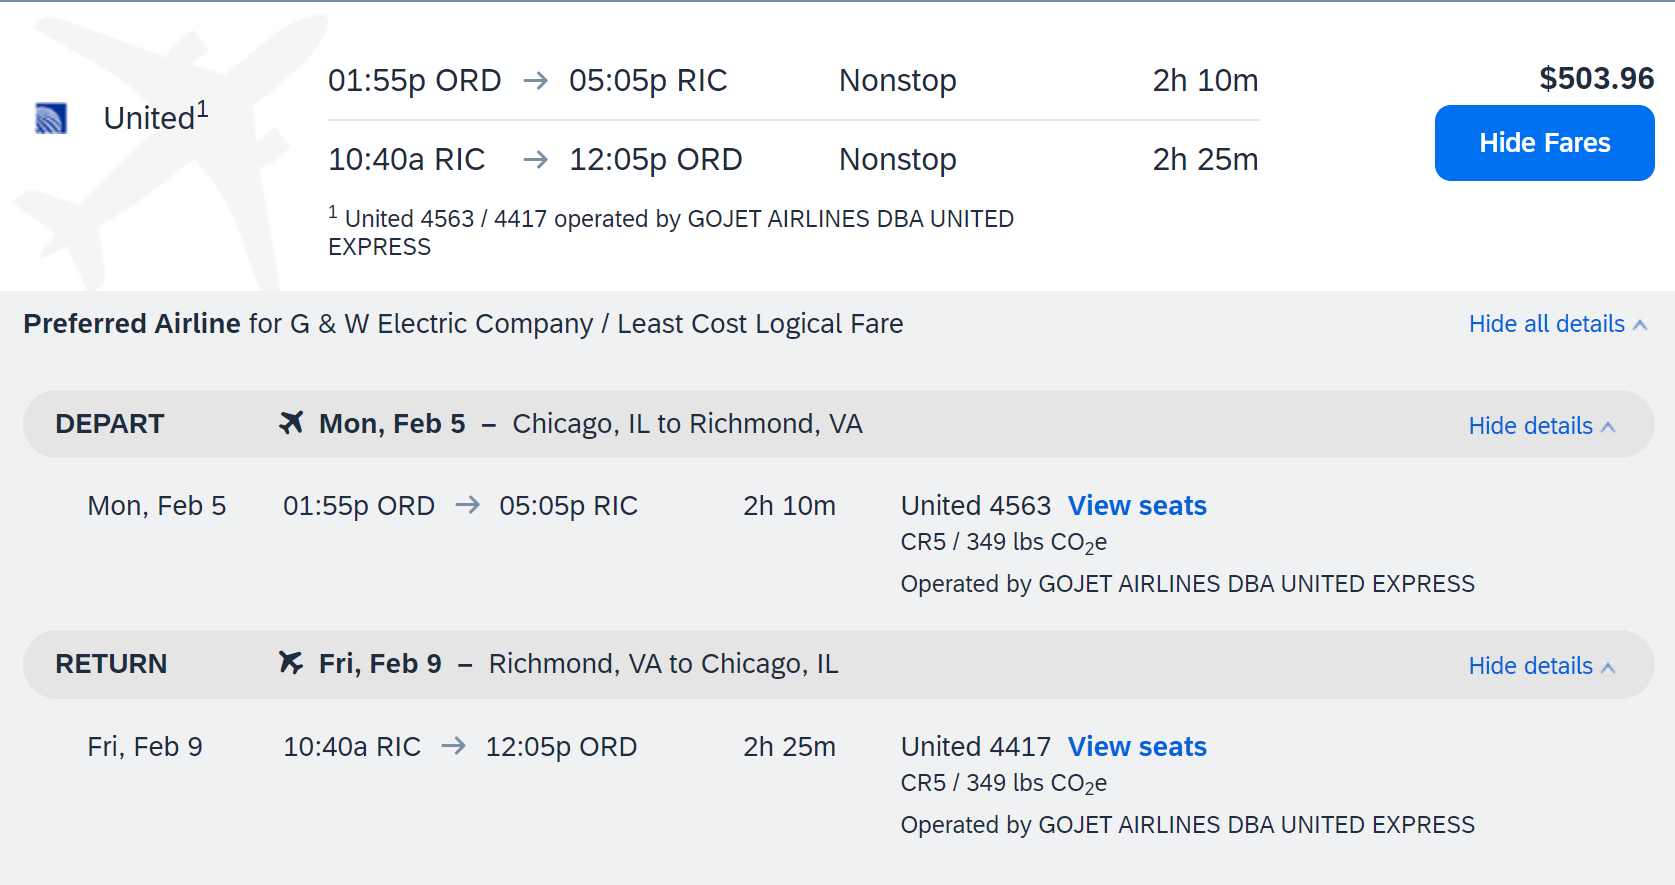 United1
01:55p ORD → 05:05p RIC Nonstop 2h 10m
10:40a RIC → 12:05p ORD Nonstop 2h 25m
1 United 4563 / 4417 operated by GOJET AIRLINES DBA UNITED
EXPRESS
$503.96
Hide Fares
Preferred Airline for G & W Electric Company / Least Cost Logical Fare
Hide all details
DEPART Mon, Feb 5 – Chicago, IL to Richmond, VA Hide details
Mon, Feb 5 01:55p ORD → 05:05p RIC 2h 10m United 4563 View seats
CR5 / 349 lbs CO2e
Operated by GOJET AIRLINES DBA UNITED EXPRESS
RETURN Fri, Feb 9 – Richmond, VA to Chicago, IL Hide details
Fri, Feb 9 10:40a RIC → 12:05p ORD 2h 25m United 4417 View seats
CR5 / 349 lbs CO2e
Operated by GOJET AIRLINES DBA UNITED EXPRESS